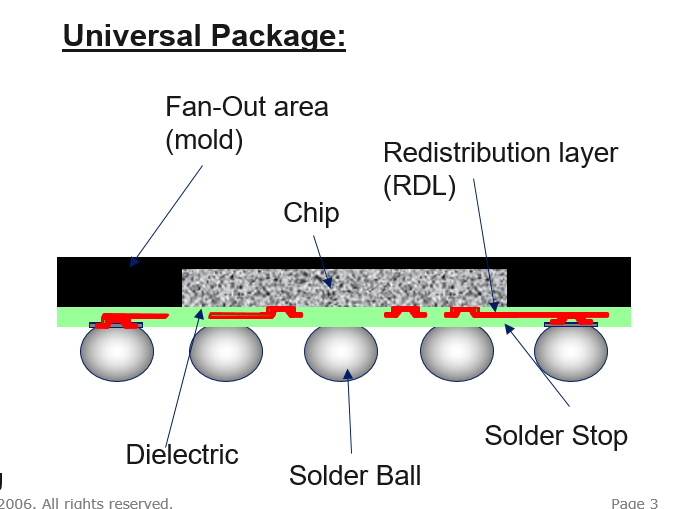 Universal Package:
Fan-Out area
(mold)
Redistribution layer
(RDL)
Chip
Solder Stop
Dielectric
Solder Ball
2006. All rights reserved.
Page 3